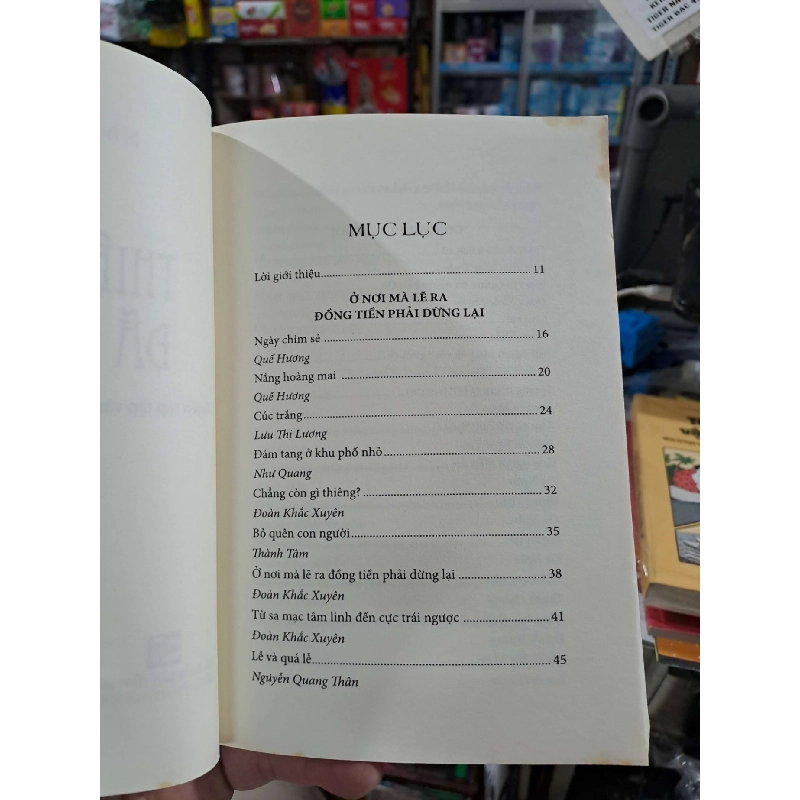 MỤC LỤC
Lời giới thiệu........................................................ 11
Ở NƠI MÀ LẼ RA
ĐỒNG TIỀN PHẢI DỪNG LẠI
Ngày chim sẻ ........................................................ 16
Quế Hương
Nắng hoàng mai ........................................................ 20
Quế Hương
Cúc trắng........................................................ 24
Lưu Thị Lương
Đám tang ở khu phố nhỏ........................................................ 28
Như Quang
Chẳng còn gì thiêng?........................................................ 32
Đoàn Khắc Xuyên
Bỏ quên con người........................................................ 35
Thành Tâm
Ở nơi mà lẽ ra đồng tiền phải dừng lại ............................ 38
Đoàn Khắc Xuyên
Từ sa mạc tâm linh đến cực trái ngược ............................ 41
Đoàn Khắc Xuyên
Lễ và quá lễ........................................................ 45
Nguyễn Quang Thân